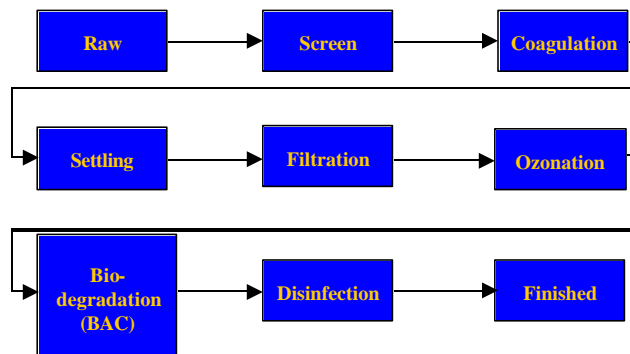 Raw
Screen
Coagulation
Settling
Filtration
Ozonation
Bio-
degradation
(BAC)
Disinfection
Finished